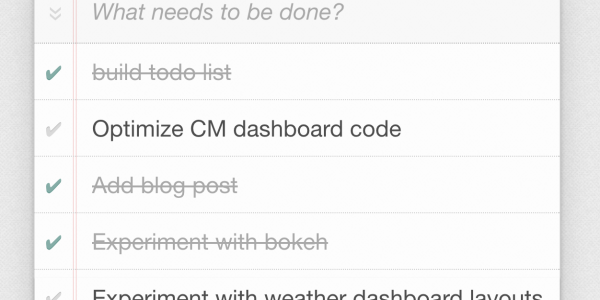 What needs to be done?
build todo list
Optimize CM dashboard code
Add blog post
Experiment with bokeh
Experiment with weather dashboard layouts